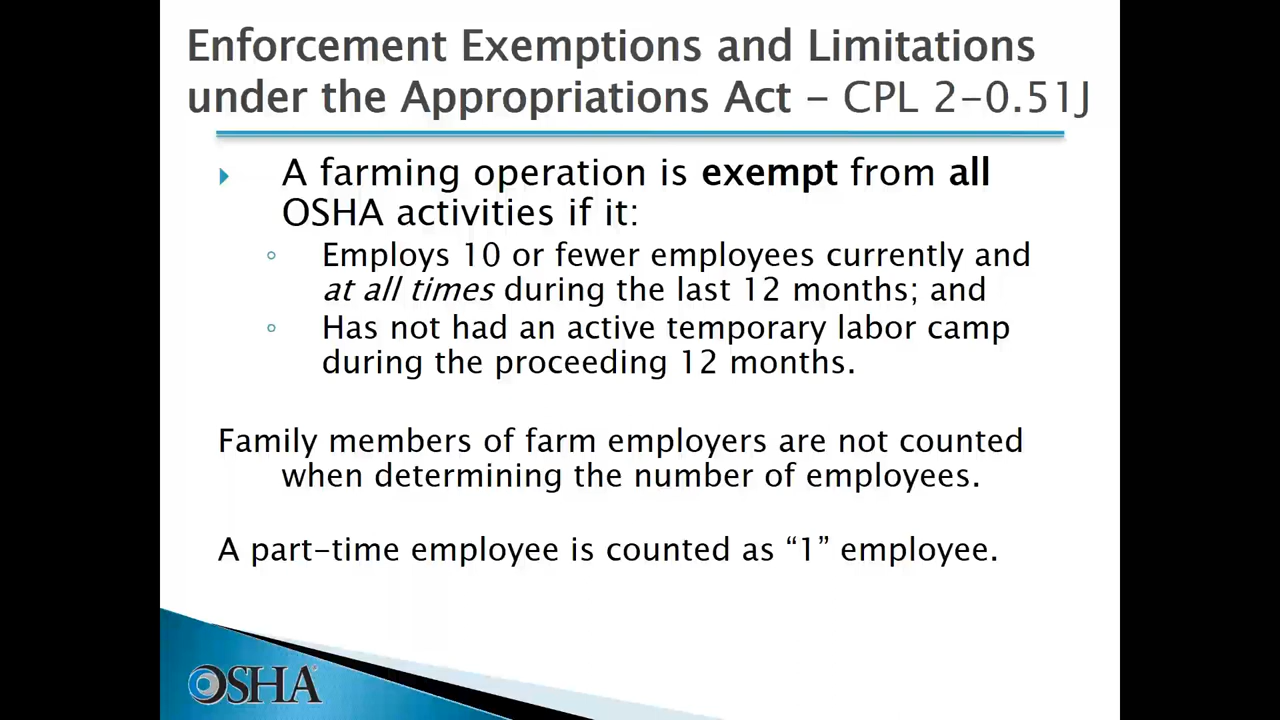 Enforcement Exemptions and Limitations
under the Appropriations Act – CPL 2-0.51J
A farming operation is exempt from all
OSHA activities if it:
Employs 10 or fewer employees currently and
at all times during the last 12 months; and
Has not had an active temporary labor camp
during the proceeding 12 months.
Family members of farm employers are not counted
when determining the number of employees.
A part-time employee is counted as “1” employee.
OSHA